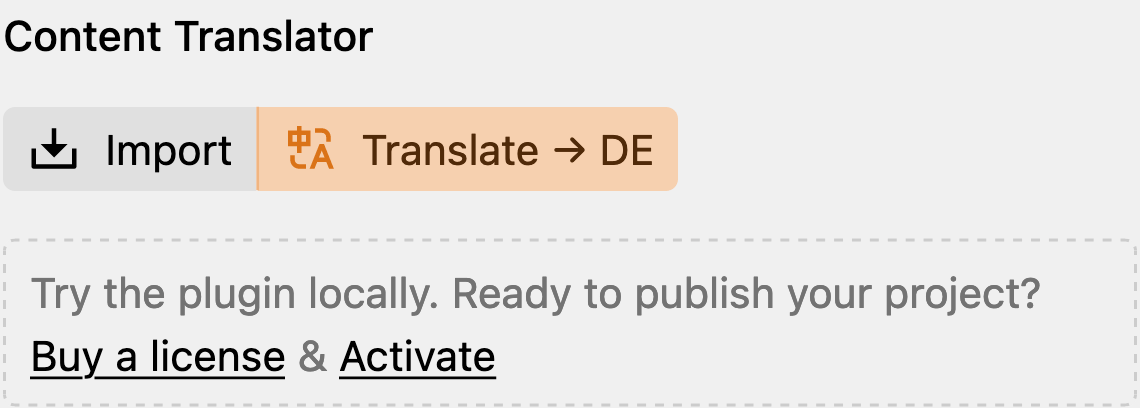 Content Translator
Import
Translate → DE
Try the plugin locally. Ready to publish your project?
Buy a license & Activate